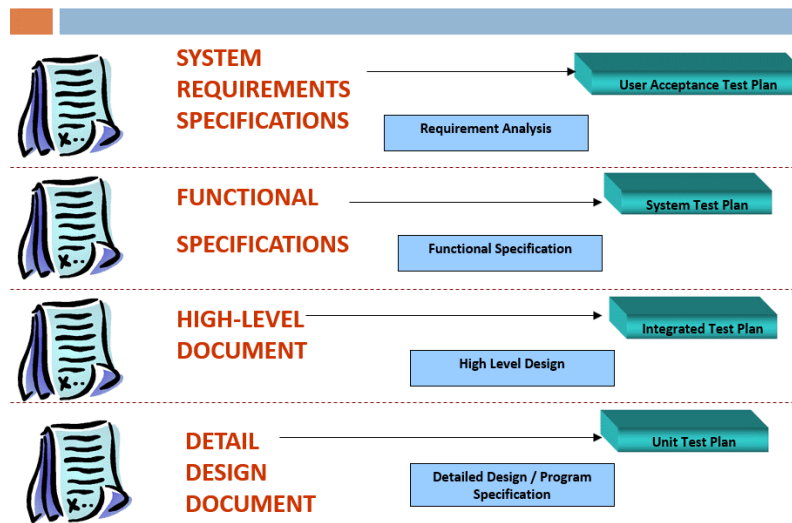 SYSTEM
REQUIREMENTS
SPECIFICATIONS
User Acceptance Test Plan
Requirement Analysis
FUNCTIONAL
SPECIFICATIONS
System Test Plan
Functional Specification
HIGH-LEVEL
DOCUMENT
Integrated Test Plan
High Level Design
DETAIL
DESIGN
DOCUMENT
Unit Test Plan
Detailed Design / Program
Specification